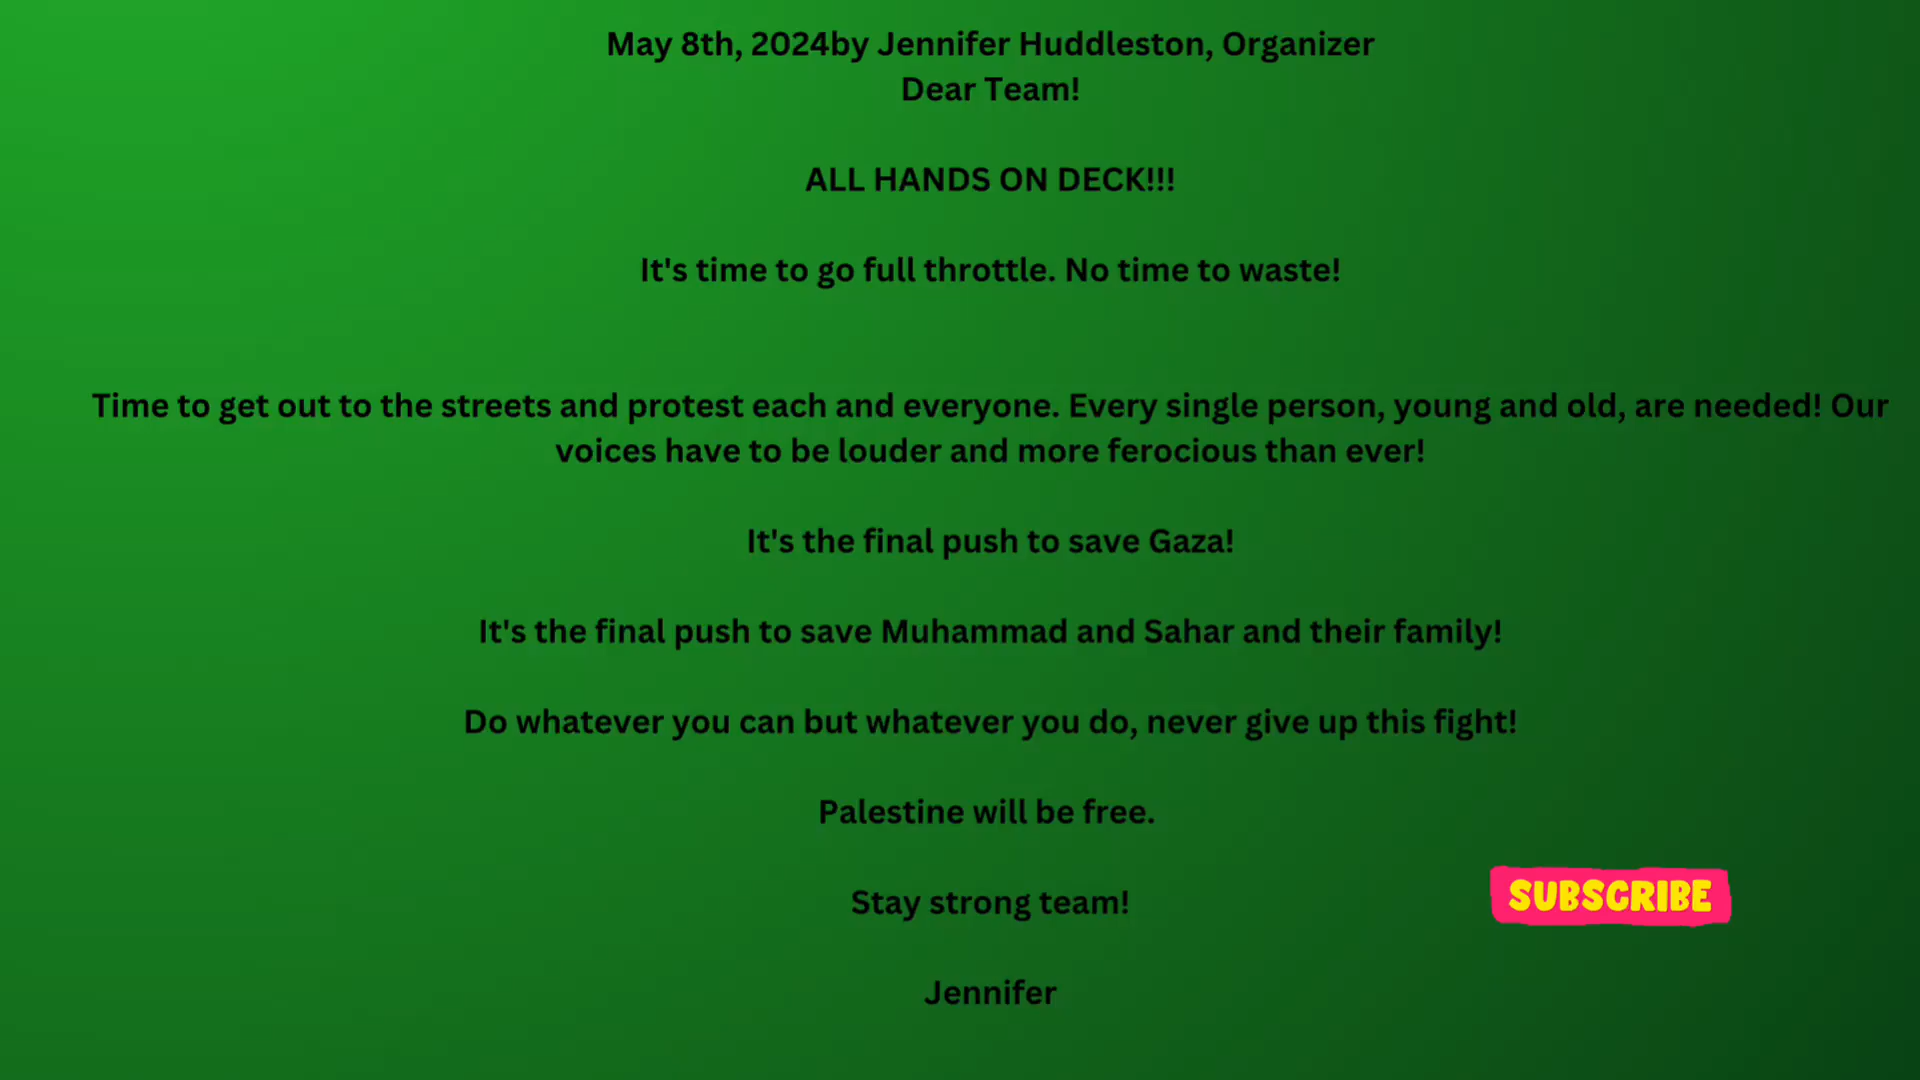 May 8th, 2024by Jennifer Huddleston, Organizer
Dear Team!
ALL HANDS ON DECK!!!
It's time to go full throttle. No time to waste!
Time to get out to the streets and protest each and everyone. Every single person, young and old, are needed! Our
voices have to be louder and more ferocious than ever!
It's the final push to save Gaza!
It's the final push to save Muhammad and Sahar and their family!
Do whatever you can but whatever you do, never give up this fight!
Palestine will be free.
Stay strong team!
SUBSCRIBE
Jennifer